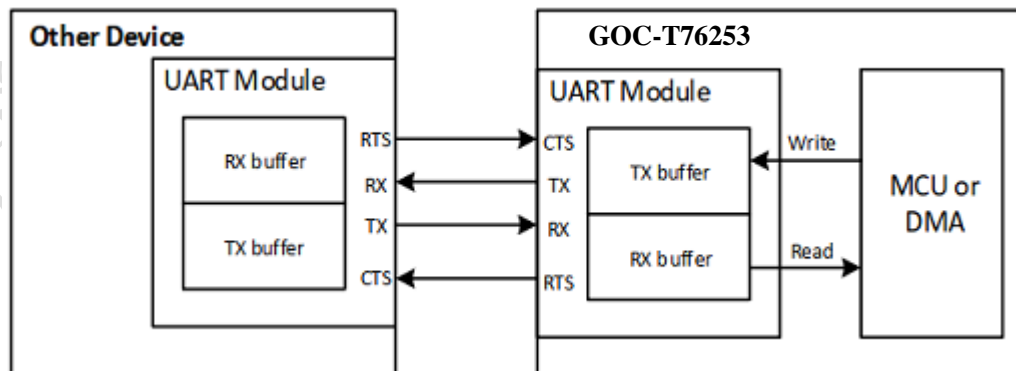 Other Device
GOC-T76253
UART Module
UART Module
RX buffer
TX buffer
RTS
RX
TX
CTS
CTS
TX
RX
RTS
TX buffer
RX buffer
Write
Read
MCU or
DMA